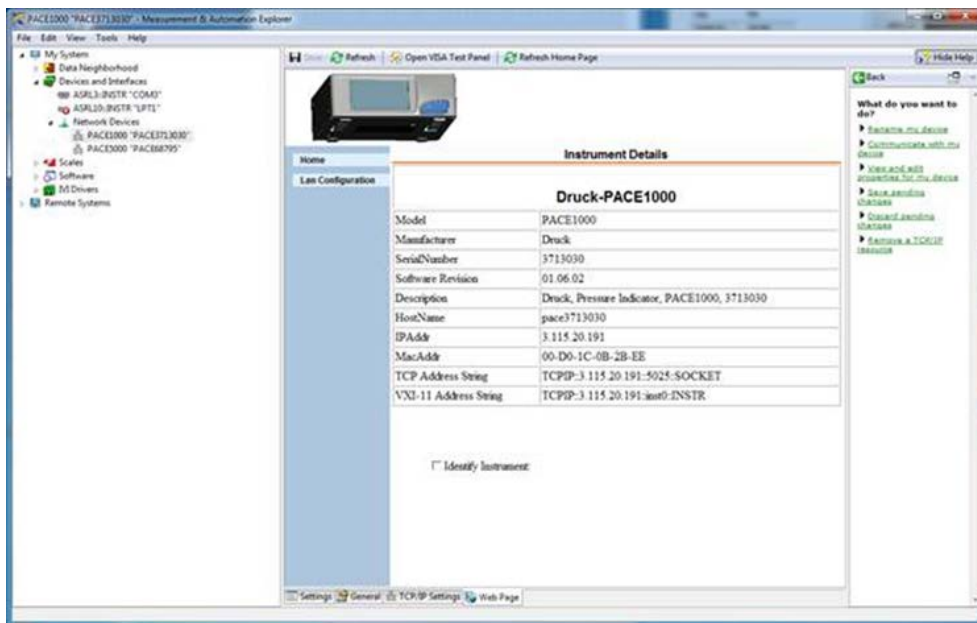 PACE1000 "PACE3713030" - Measurement & Automation Explorer
File Edit View Tools Help
My System
Data Neighborhood
Devices and Interfaces
ASRL3::INSTR "COM3"
ASRL10::INSTR "LPT1"
Network Devices
PACE1000 "PACE3713030"
PACE5000 "PACE68795"
Scales
Software
IVI Drivers
Remote Systems
Save Refresh Open VISA Test Panel Refresh Home Page Hide Help
Home
Lan Configuration
Instrument Details
Druck-PACE1000
Model PACE1000
Manufacturer Druck
SerialNumber 3713030
Software Revision 01.06.02
Description Druck, Pressure Indicator, PACE1000, 3713030
HostName pace3713030
IPAddr 3.115.20.191
MacAddr 00-D0-1C-0B-2B-EE
TCP Address String TCPIP::3.115.20.191::5025::SOCKET
VXI-11 Address String TCPIP::3.115.20.191::inst0::INSTR
Identify Instrument
Settings General TCP/IP Settings Web Page
Back
What do you want to
do?
Rename my device
Communicate with my
device
View and edit
properties for my device
Save pending
changes
Discard pending
changes
Remove a TCP/IP
resource